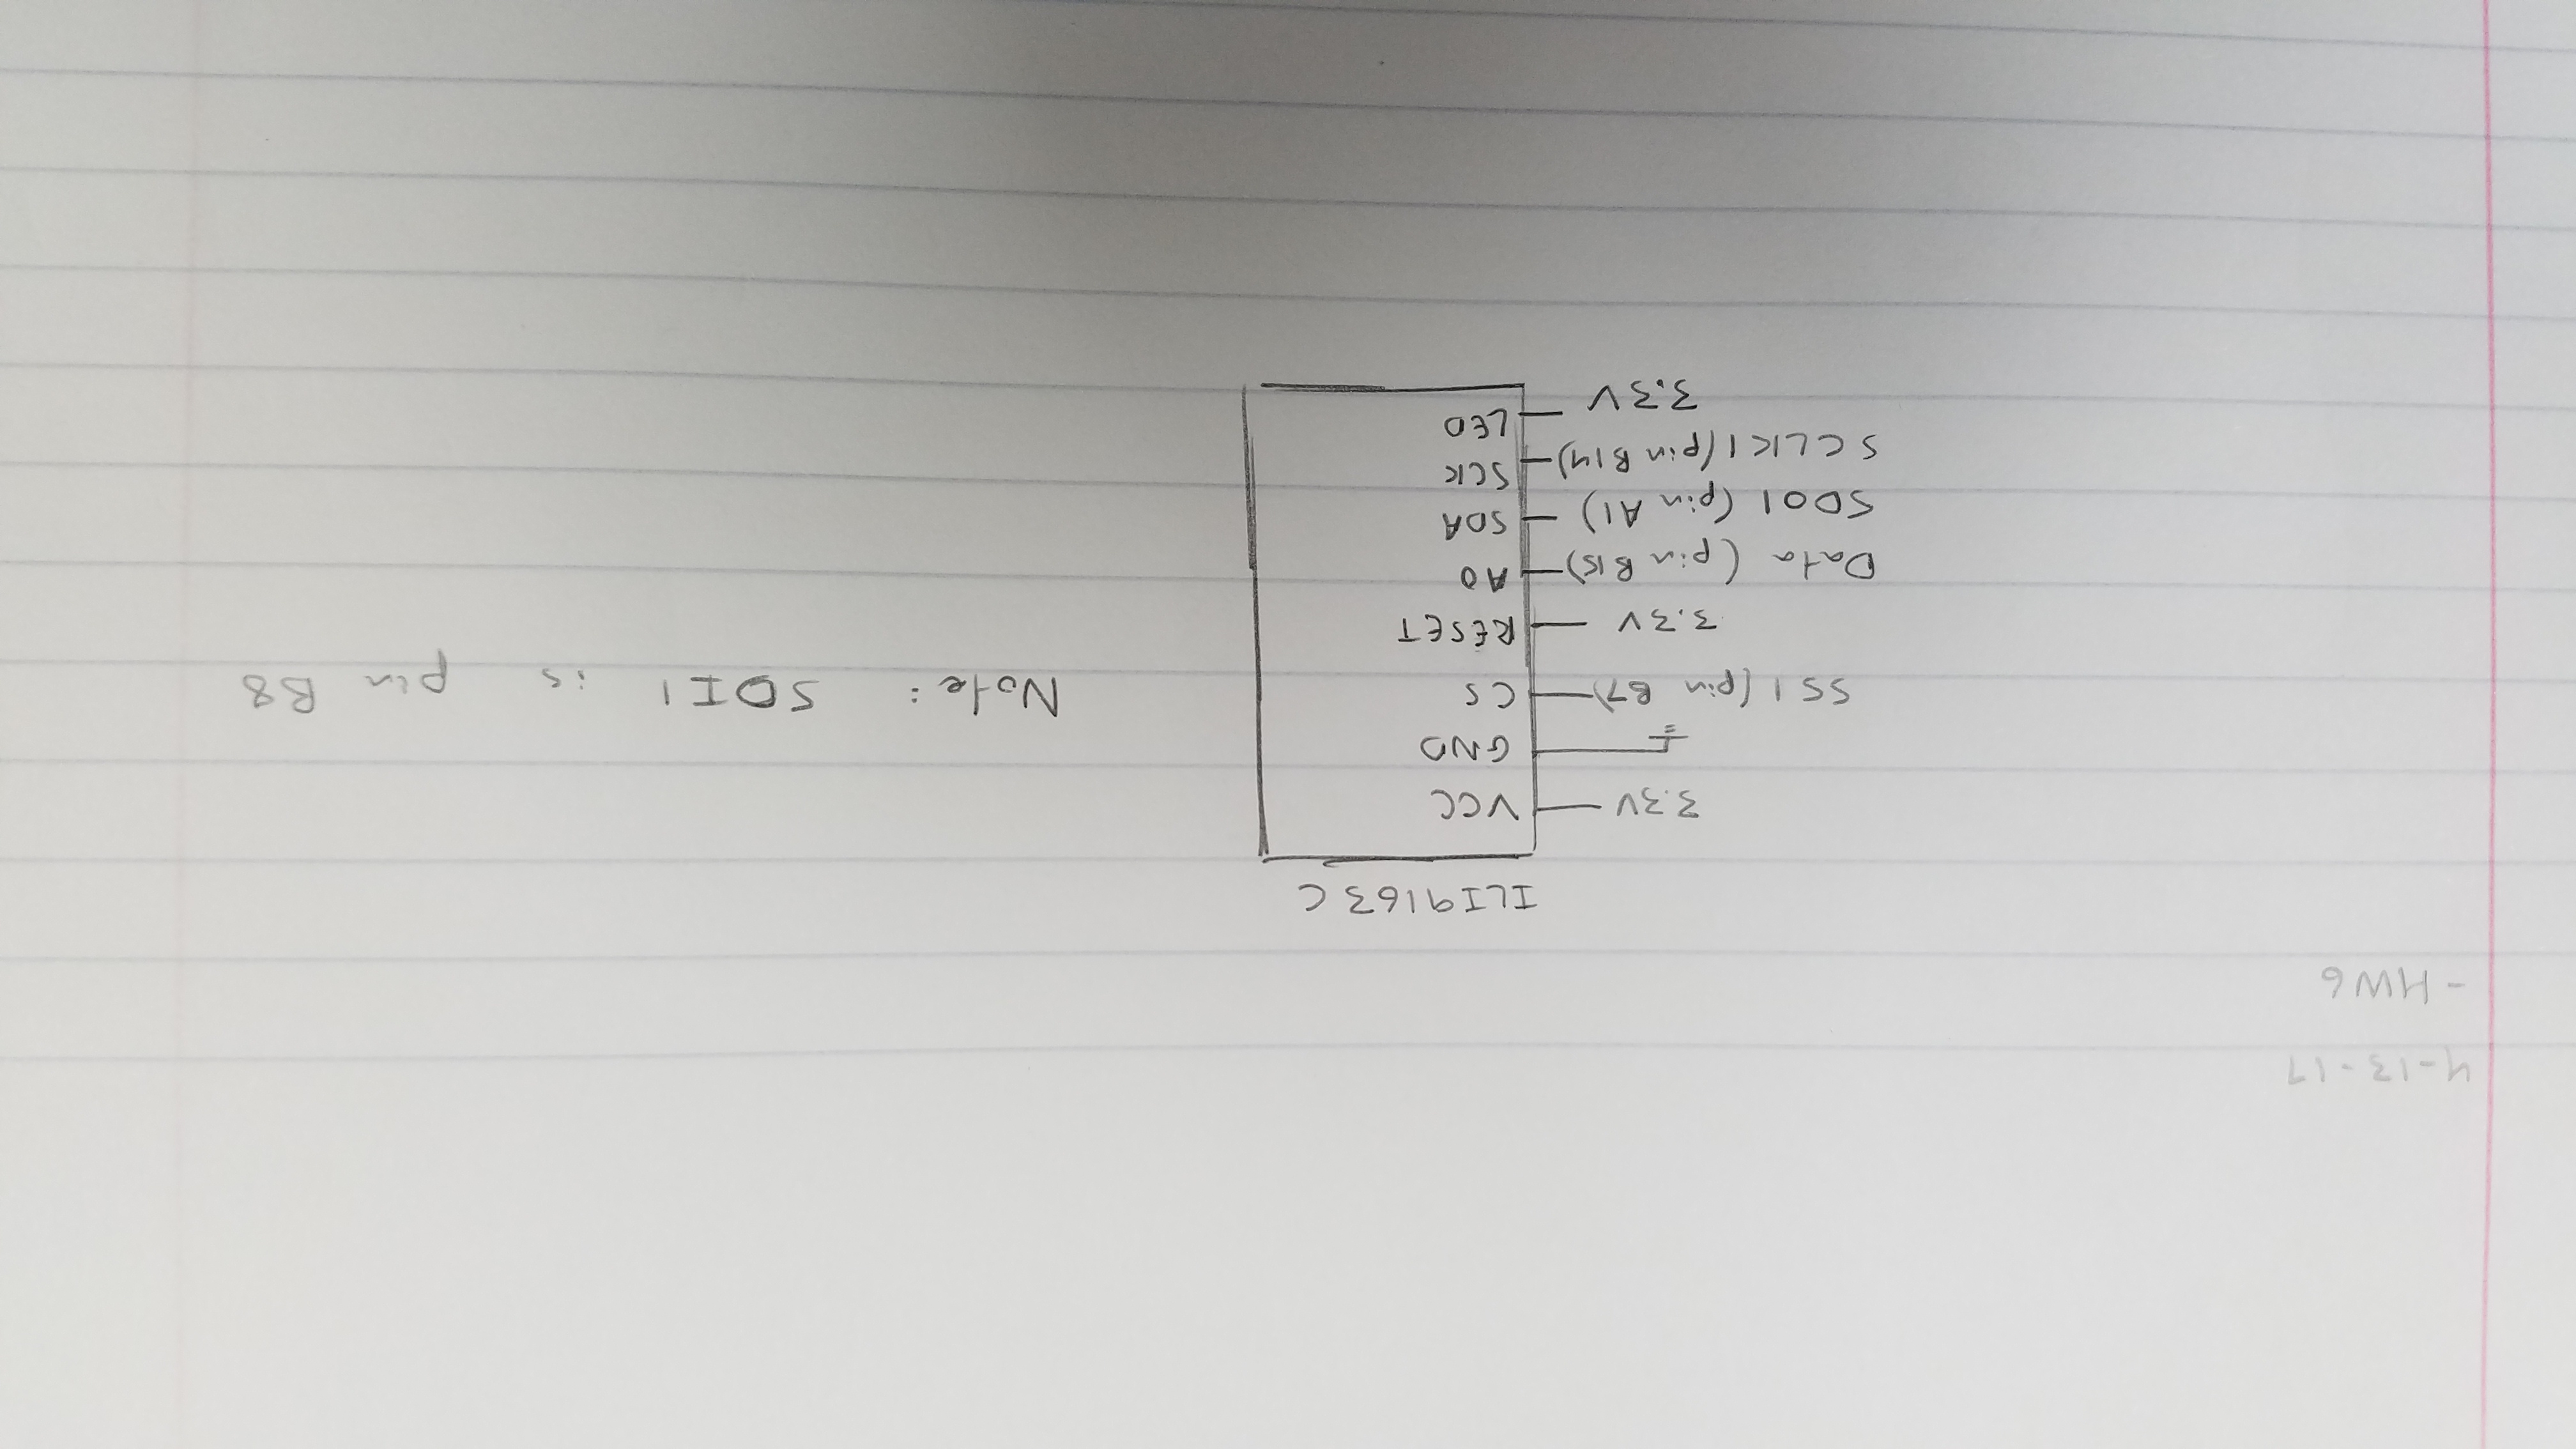 4-13-17
-HW6
ILI9163C
3.3V VCC
GND
SS1 (pin B7) CS
Note: SDI1 is pin B8
3.3V RESET
Data (pin B15) A0
SDO1 (pin A1) SDA
SCLK1 (pin B14) SCK
3.3V LED